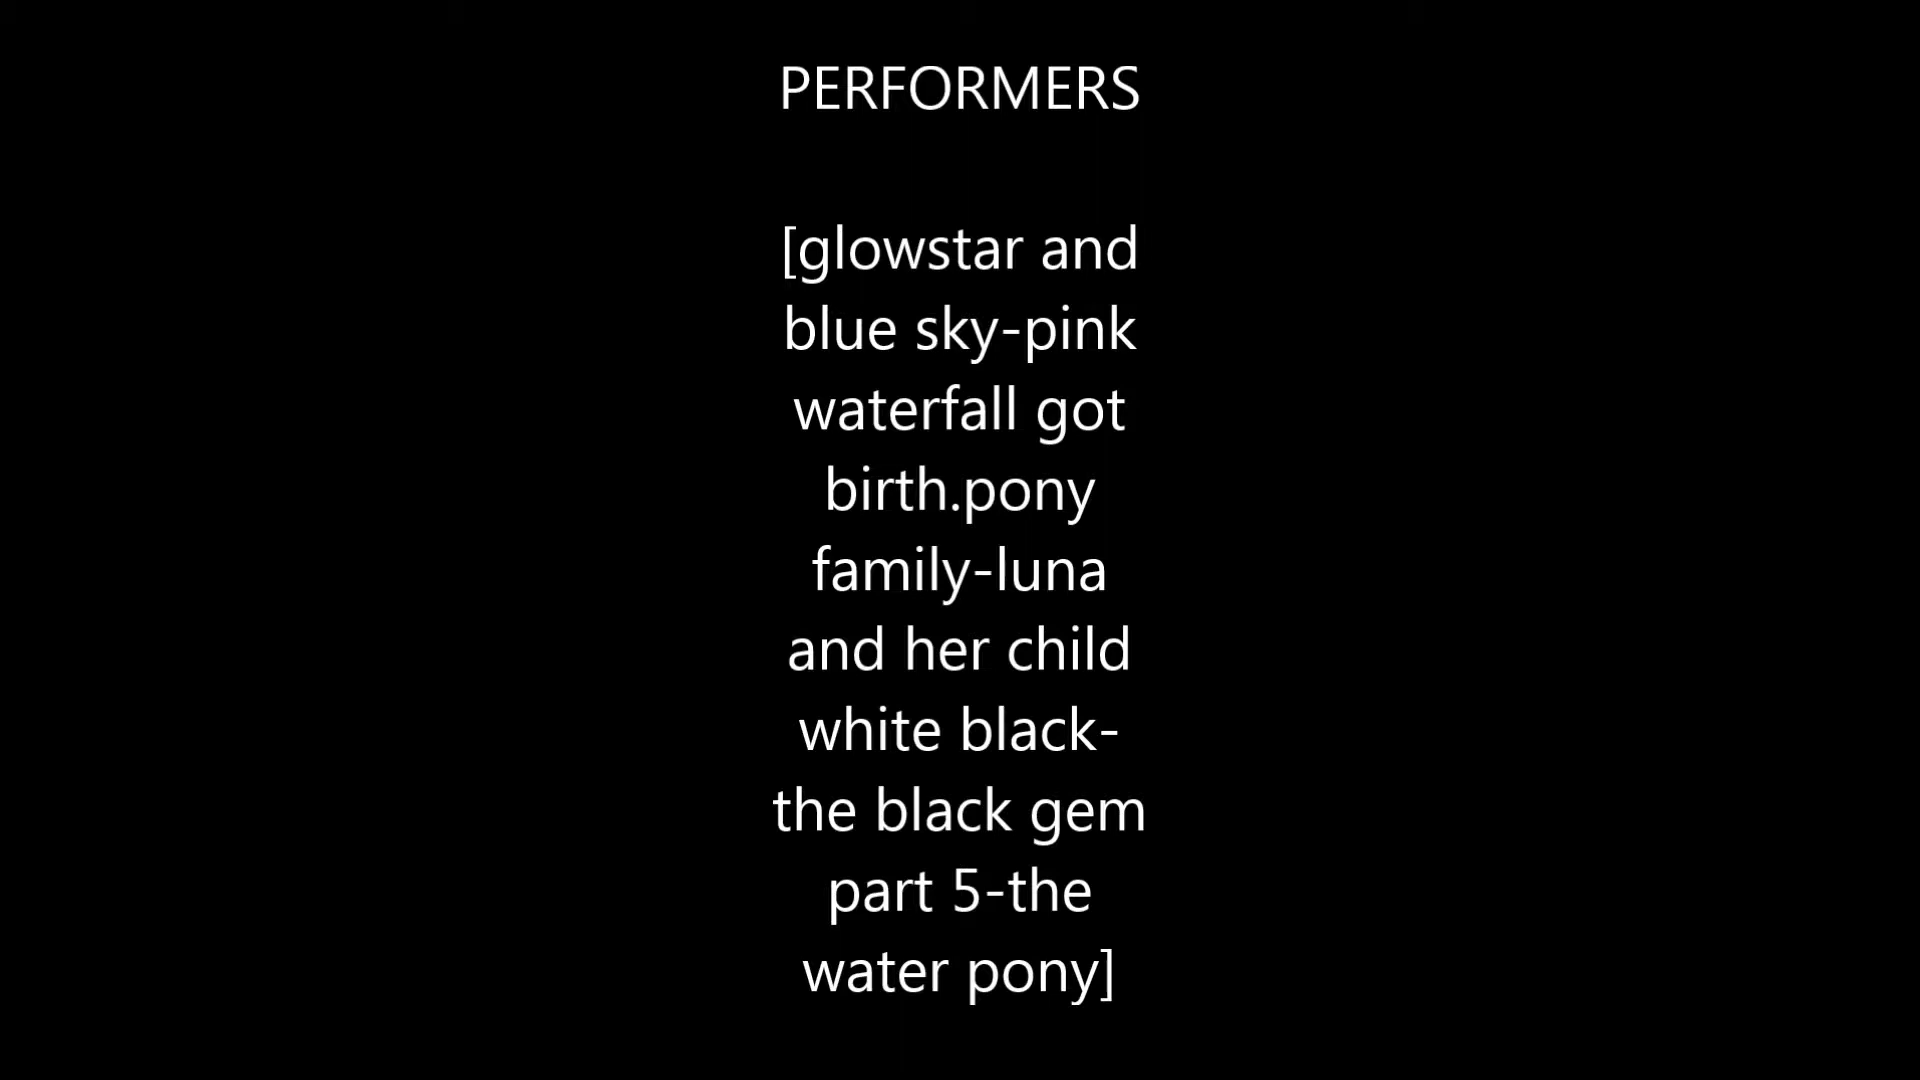 PERFORMERS
[glowstar and
blue sky-pink
waterfall got
birth.pony
family-luna
and her child
white black-
the black gem
part 5-the
water pony]